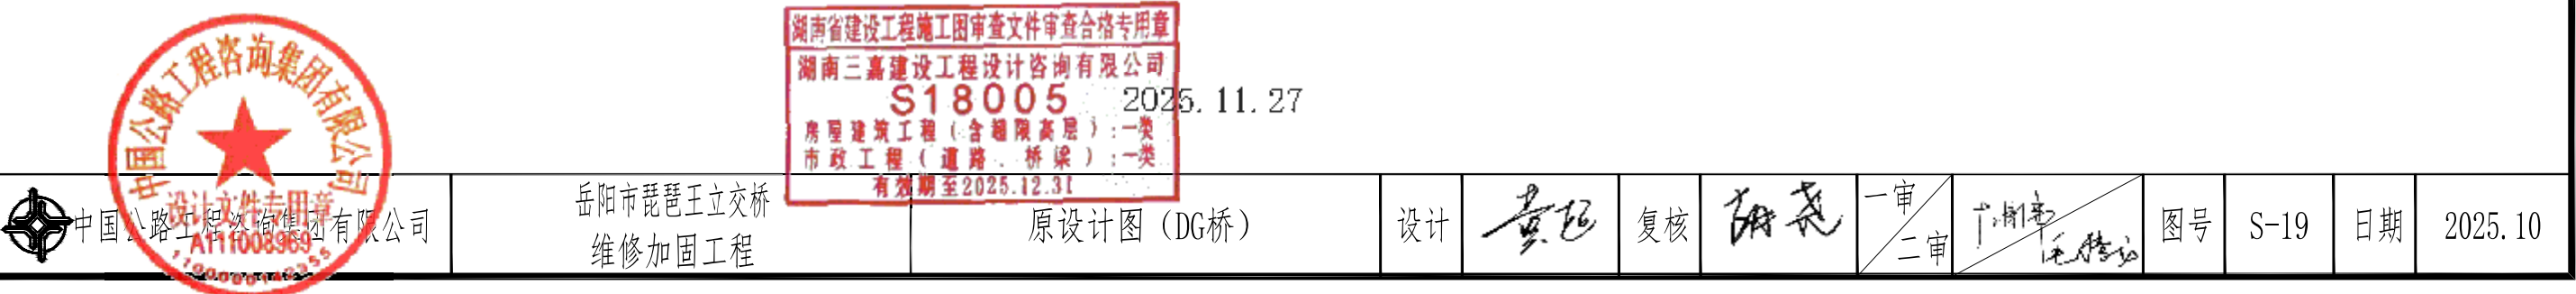 中国公路工程咨询集团有限公司
设计文件专用章
A111003969
湖南省建设工程施工图审查文件审查合格专用章
湖南三嘉建设工程设计咨询有限公司
S18005
2025.11.27
房屋建筑工程(含超限高层):一类
市政工程(道路、桥梁):一类
有效期至2025.12.31
中国公路工程咨询集团有限公司
岳阳市琵琶王立交桥
维修加固工程
原设计图(DG桥)
设计
复核
一审
二审
图号
S-19
日期
2025.10